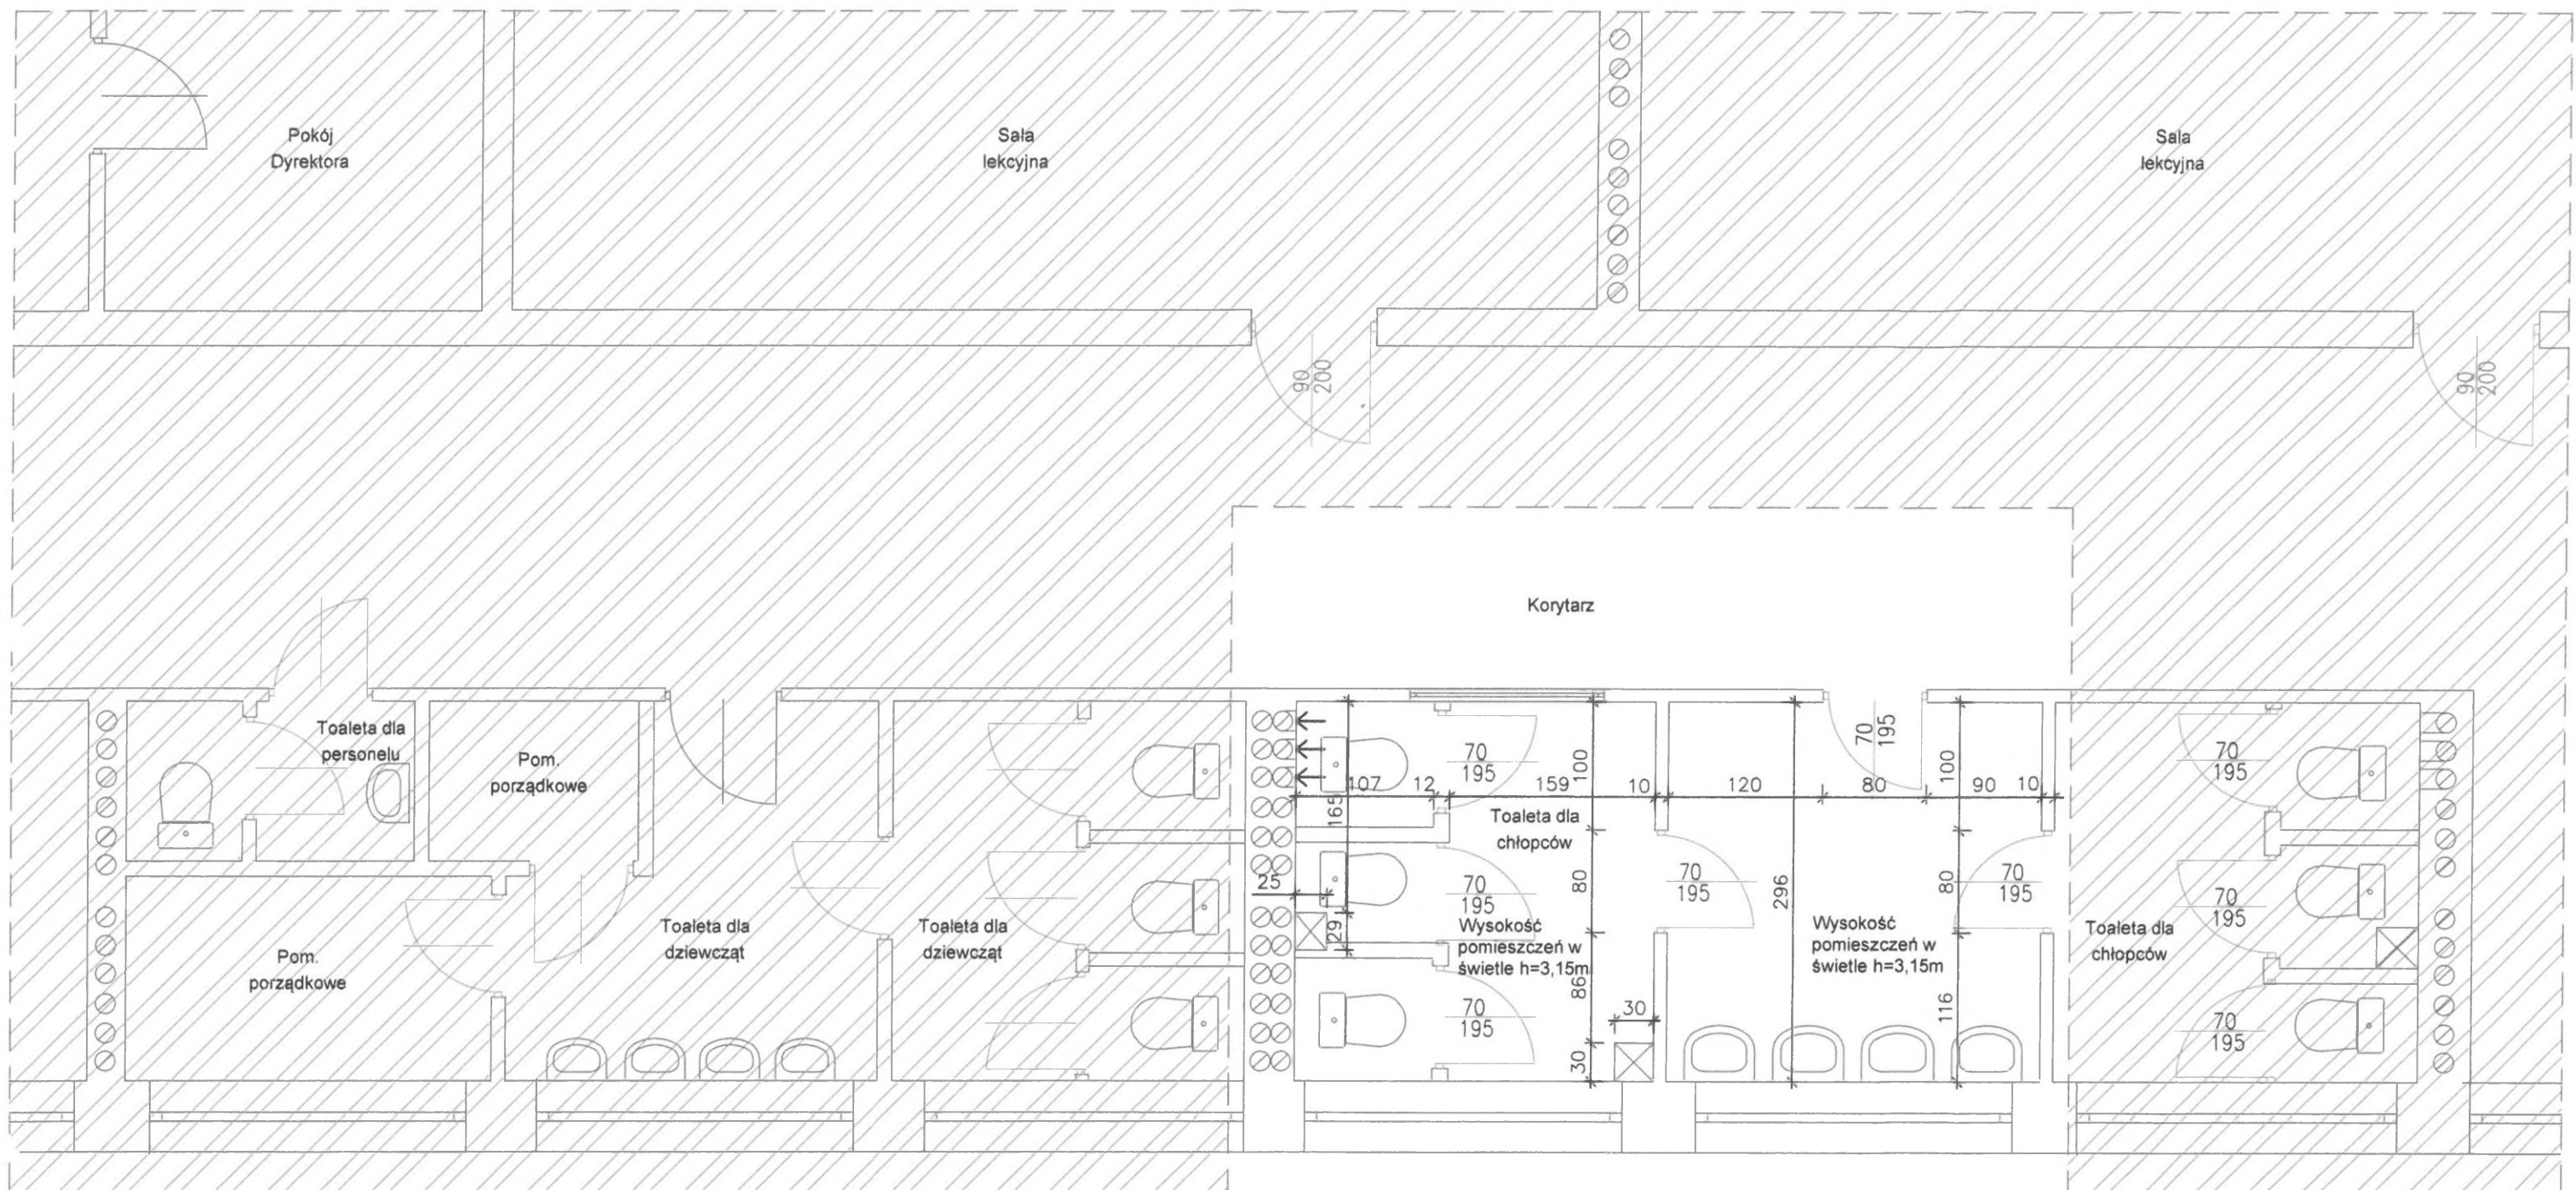 Pokój
Dyrektora
Sala
lekcyjna
Sala
lekcyjna
90
200
90
200
Korytarz
Toaleta dla
personelu
Pom.
porządkowe
Pom.
porządkowe
Toaleta dla
dziewcząt
Toaleta dla
dziewcząt
70
195
100
70
195
100
107
12
159
10
120
80
90
10
165
Toaleta dla
chłopców
25
70
195
80
70
195
296
80
70
195
29
Wysokość
pomieszczeń w
świetle h=3,15m
Wysokość
pomieszczeń w
świetle h=3,15m
86
116
70
195
30
30
Toaleta dla
chłopców
70
195
70
195
70
195